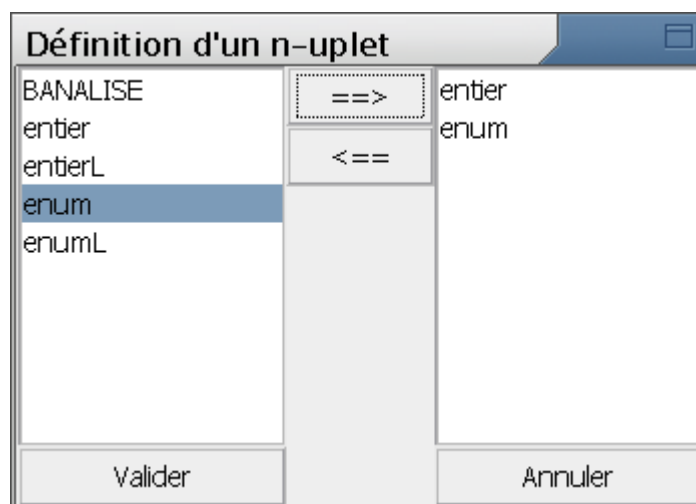 Définition d'un n-uplet
BANALISE
entier
entierL
enum
enumL
==>
<==
entier
enum
Valider
Annuler